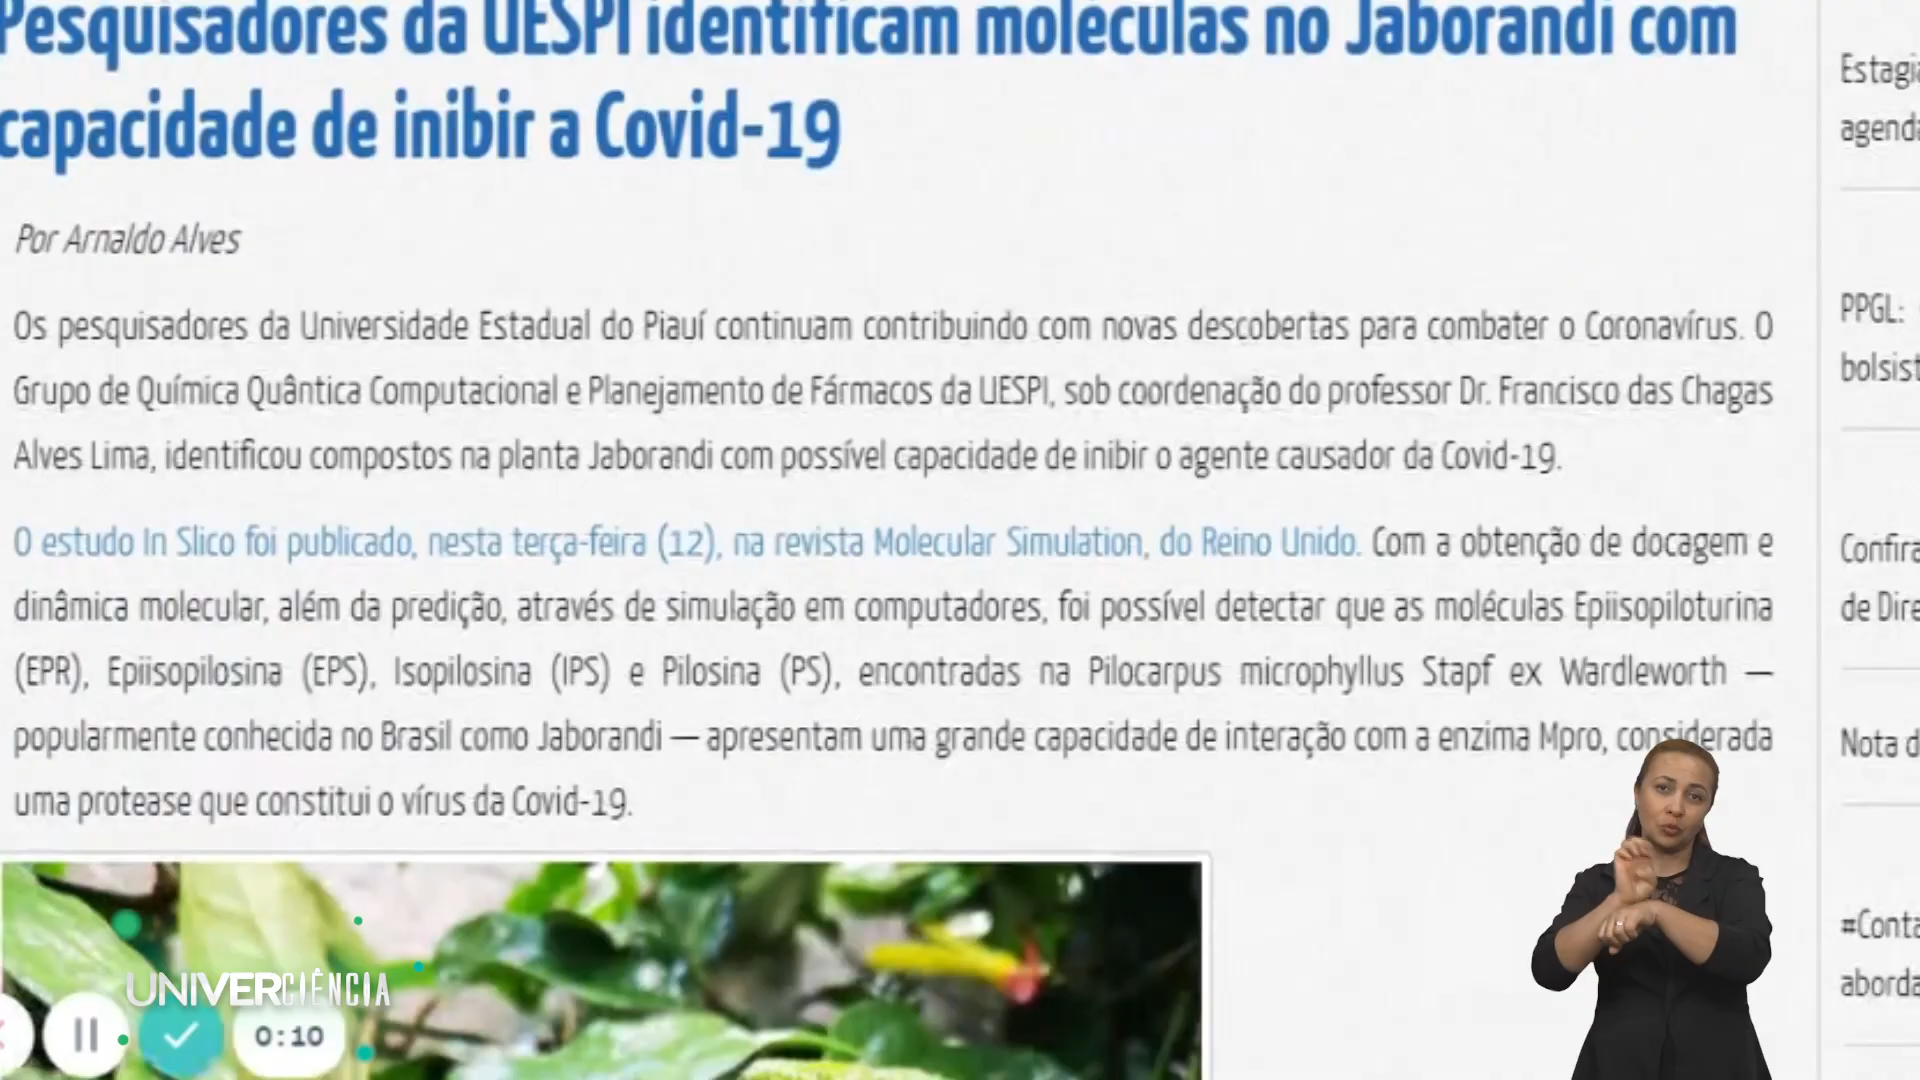 Pesquisadores da UESPI identificam moléculas no Jaborandi com
capacidade de inibir a Covid-19
Por Arnaldo Alves
Os pesquisadores da Universidade Estadual do Piauí continuam contribuindo com novas descobertas para combater o Coronavírus. O
Grupo de Química Quântica Computacional e Planejamento de Fármacos da UESPI, sob coordenação do professor Dr. Francisco das Chagas
Alves Lima, identificou compostos na planta Jaborandi com possível capacidade de inibir o agente causador da Covid-19.
O estudo In Slico foi publicado, nesta terça-feira (12), na revista Molecular Simulation, do Reino Unido. Com a obtenção de docagem e
dinâmica molecular, além da predição, através de simulação em computadores, foi possível detectar que as moléculas Epiisopiloturina
(EPR), Epiisopilosina (EPS), Isopilosina (IPS) e Pilosina (PS), encontradas na Pilocarpus microphyllus Stapf ex Wardleworth —
popularmente conhecida no Brasil como Jaborandi — apresentam uma grande capacidade de interação com a enzima Mpro, considerada
uma protease que constitui o vírus da Covid-19.
UNIVERCIÊNCIA
0:10
Estagia
agenda
PPGL:
bolsist
Confira
de Dire
Nota d
#Conta
aborda